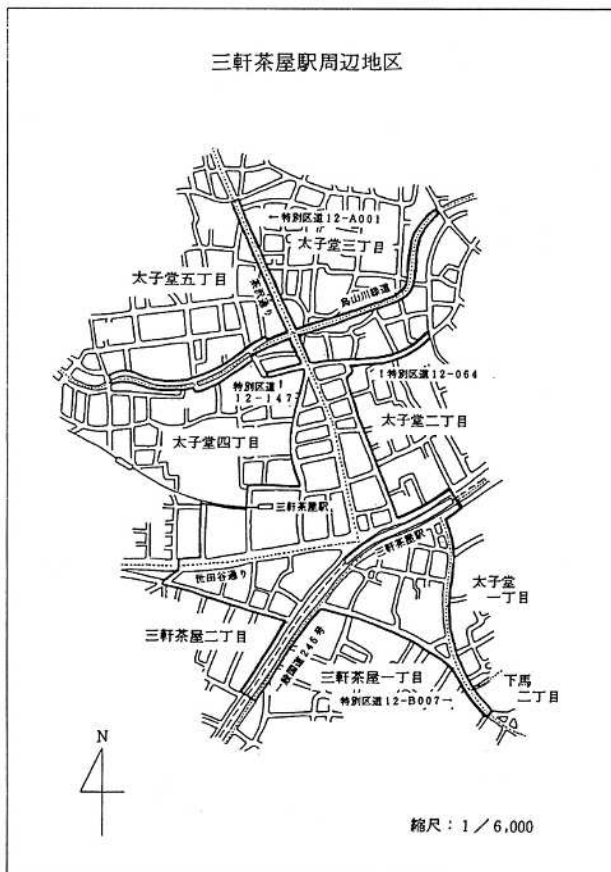 三軒茶屋駅周辺地区
←特別区道12-A001
太子堂三丁目
太子堂五丁目
茶沢通り
烏山川緑道
特別区道↑
12-147
↑特別区道12-064
太子堂二丁目
太子堂四丁目
三軒茶屋駅
三軒茶屋駅
世田谷通り
太子堂
一丁目
三軒茶屋二丁目
一般国道246号
三軒茶屋一丁目
特別区道12-B007→
下馬
二丁目
N
縮尺：1／6,000